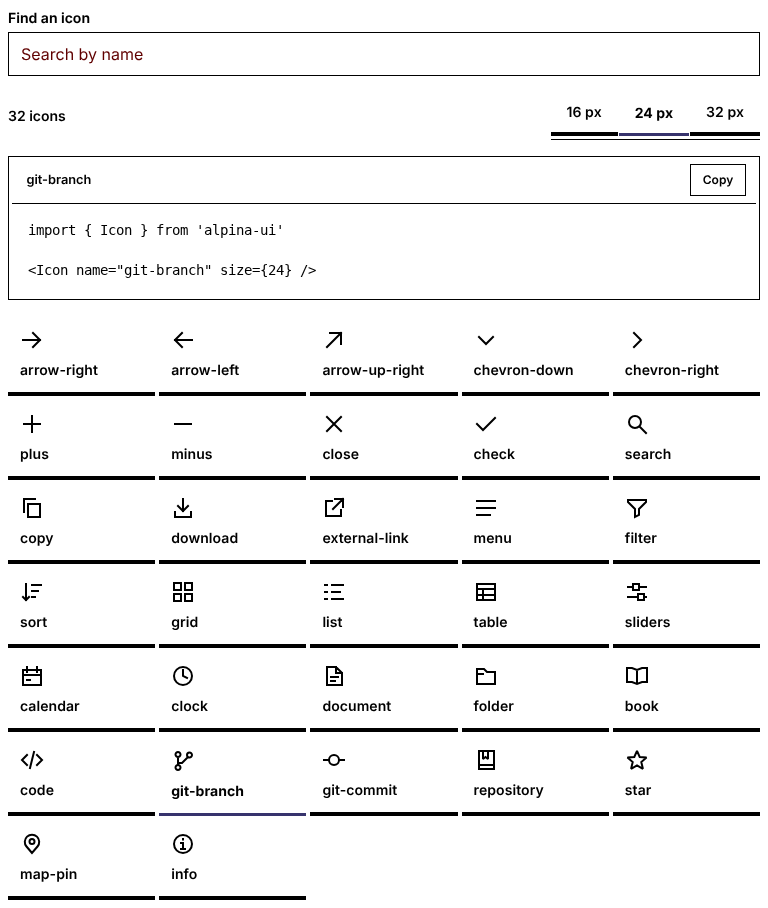 Find an icon
Search by name
32 icons
16 px 24 px 32 px
git-branch Copy
import { Icon } from 'alpina-ui'
<Icon name="git-branch" size={24} />
arrow-right arrow-left arrow-up-right chevron-down chevron-right
plus minus close check search
copy download external-link menu filter
sort grid list table sliders
calendar clock document folder book
code git-branch git-commit repository star
map-pin info